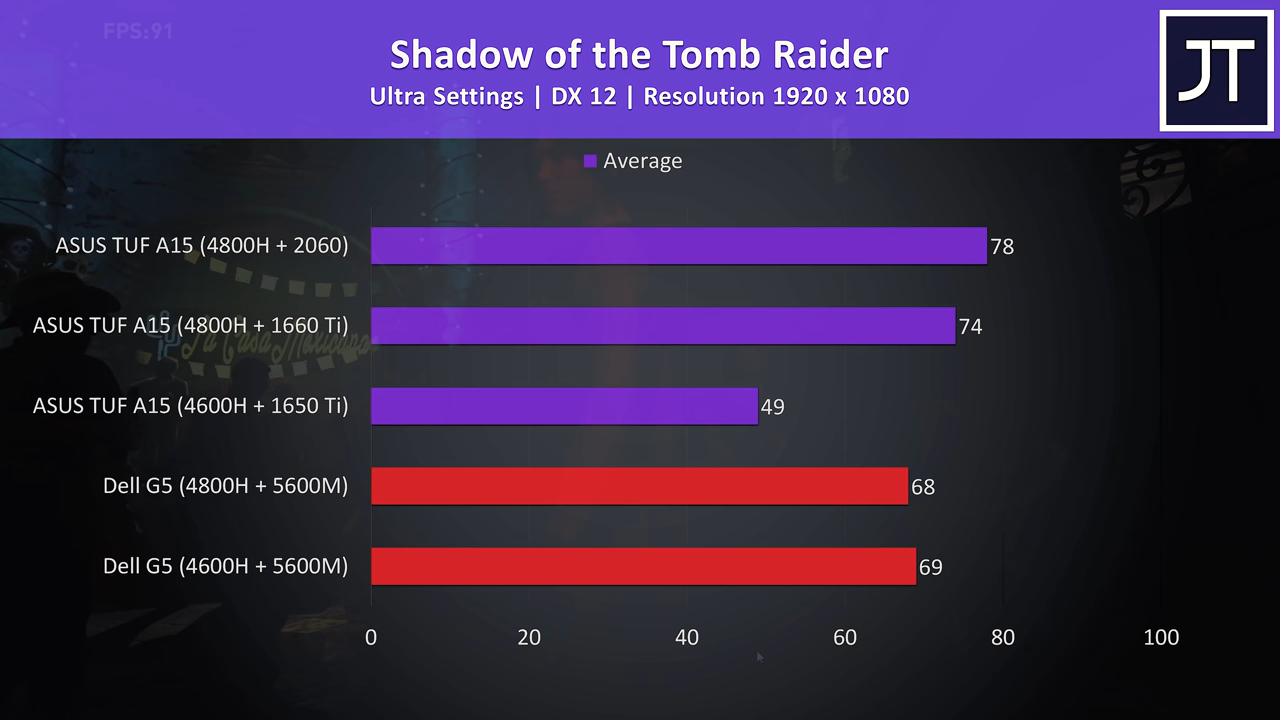 FPS:91
Shadow of the Tomb Raider
Ultra Settings | DX 12 | Resolution 1920 x 1080
JT
Average
ASUS TUF A15 (4800H + 2060) 78
ASUS TUF A15 (4800H + 1660 Ti) 74
La Casa
ASUS TUF A15 (4600H + 1650 Ti) 49
Dell G5 (4800H + 5600M) 68
Dell G5 (4600H + 5600M) 69
0 20 40 60 80 100